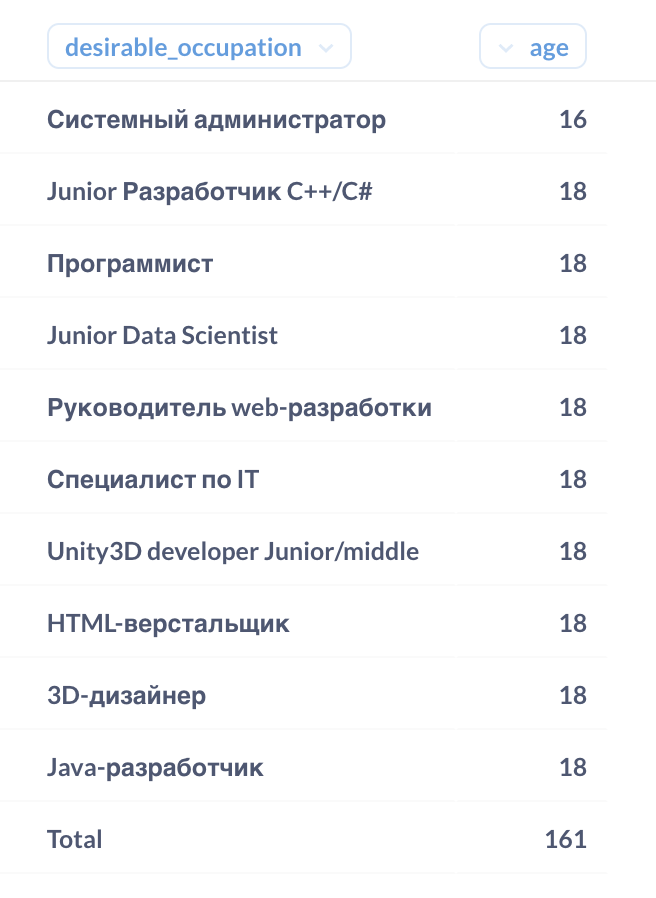 desirable_occupation age
Системный администратор 16
Junior Разработчик C++/C# 18
Программист 18
Junior Data Scientist 18
Руководитель web-разработки 18
Специалист по IT 18
Unity3D developer Junior/middle 18
HTML-верстальщик 18
3D-дизайнер 18
Java-разработчик 18
Total 161